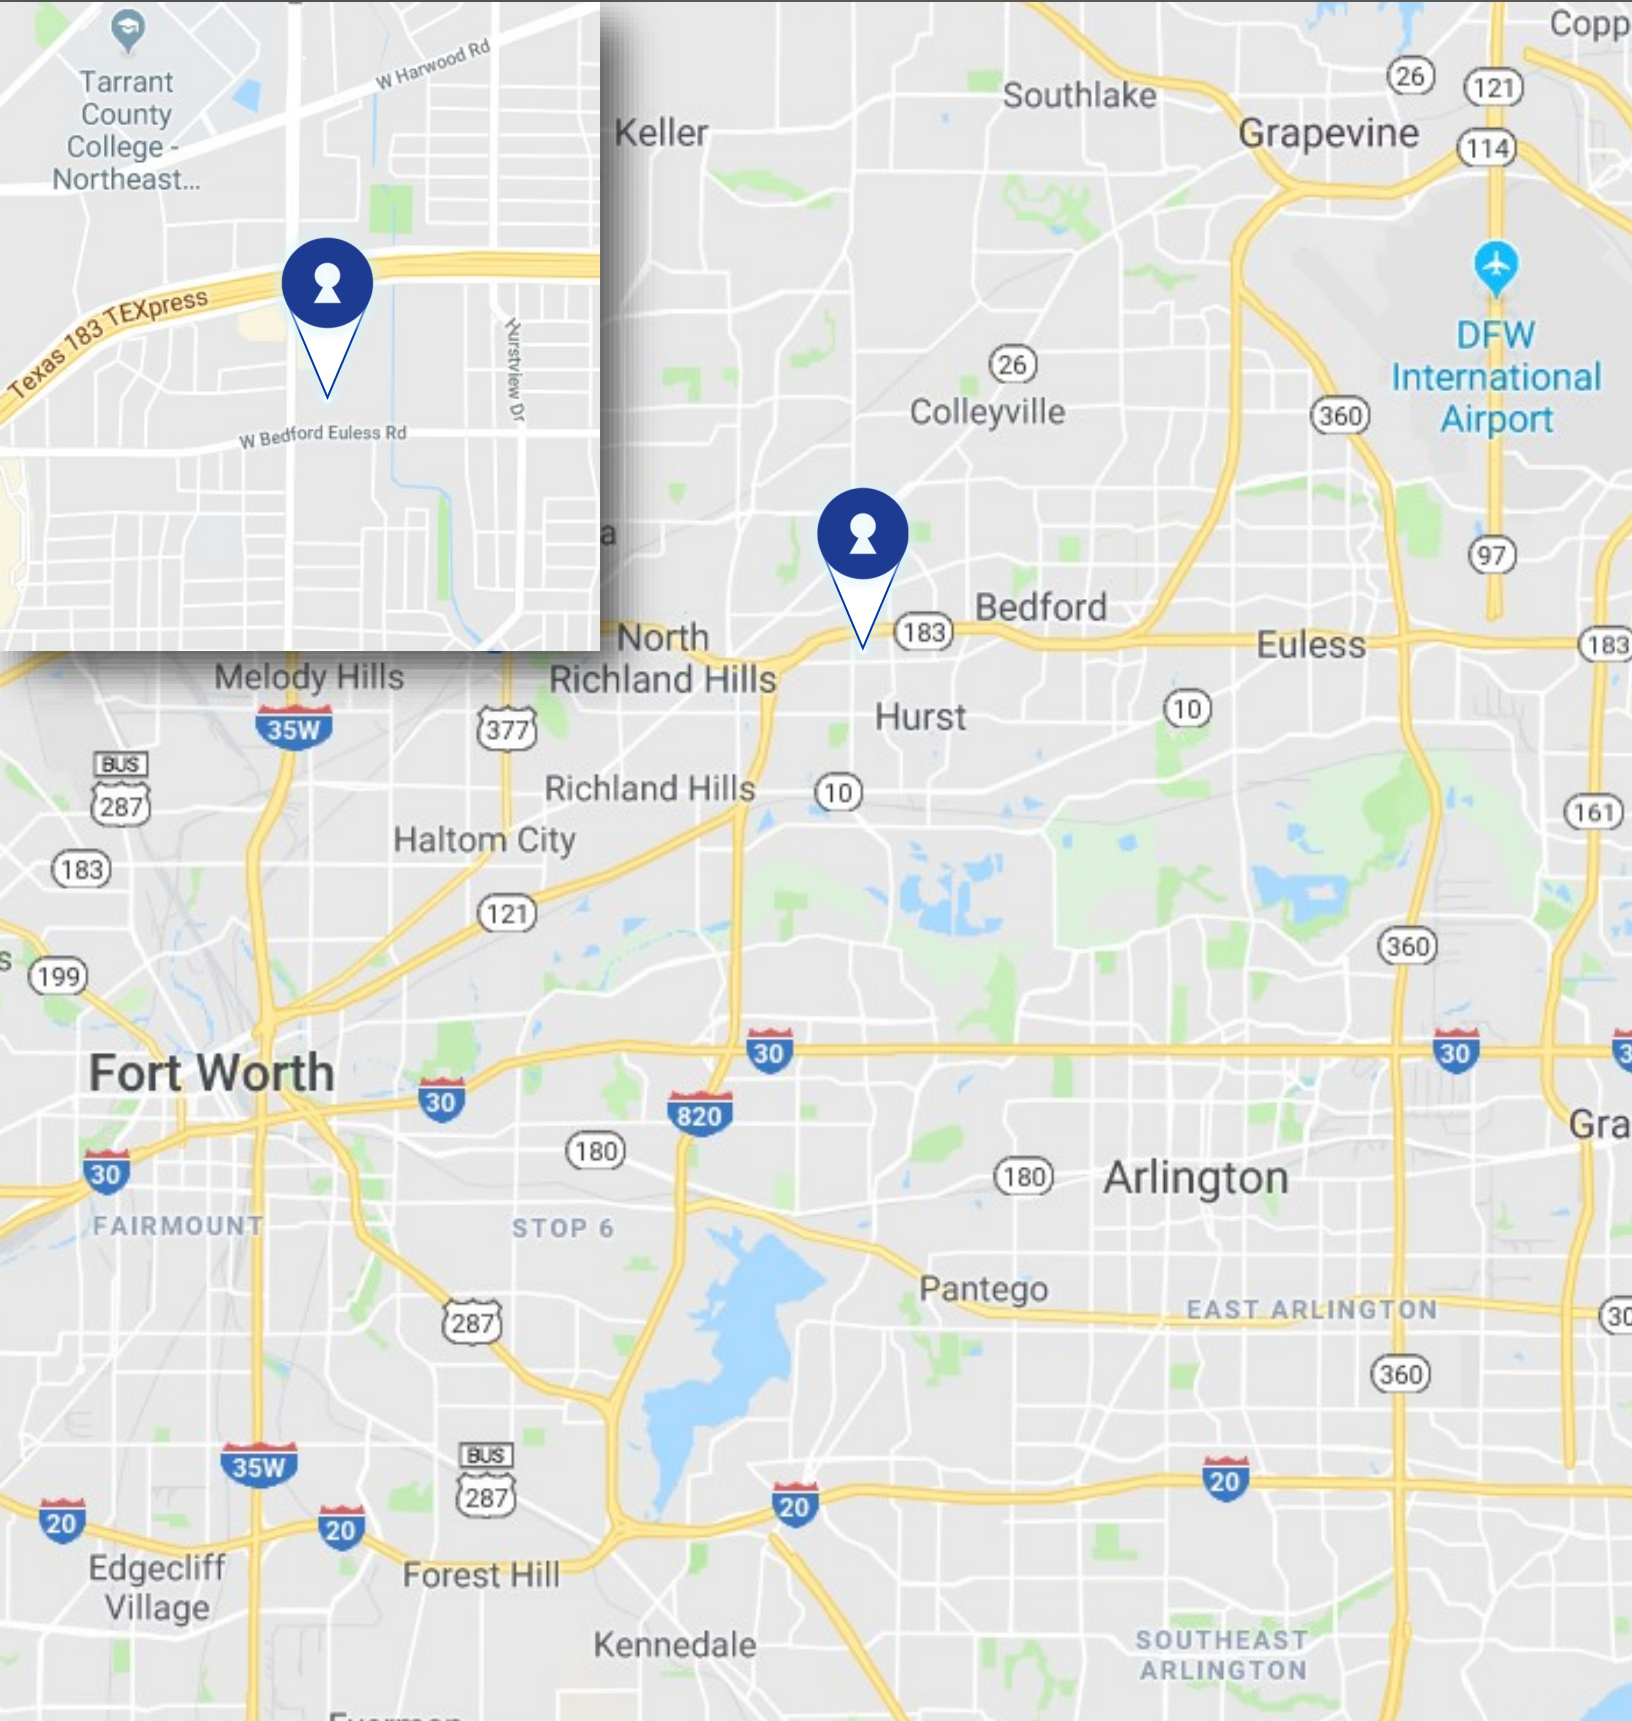 Tarrant
County
College -
Northeast...
W Harwood Rd
Texas 183 TEXpress
Hurstview Dr
W Bedford Euless Rd
Copp
26
121
Southlake
Keller
Grapevine
114
DFW
International
Airport
26
Colleyville
360
a
97
Bedford
183
North
Richland Hills
Euless
183
Melody Hills
35W
377
Hurst
10
BUS
287
Richland Hills
10
161
Haltom City
183
121
360
s
199
30
30
3
Fort Worth
30
820
Gra
180
30
180
Arlington
FAIRMOUNT
STOP 6
Pantego
EAST ARLINGTON
30
287
360
BUS
287
35W
20
20
20
20
Edgecliff
Village
Forest Hill
Kennedale
SOUTHEAST
ARLINGTON